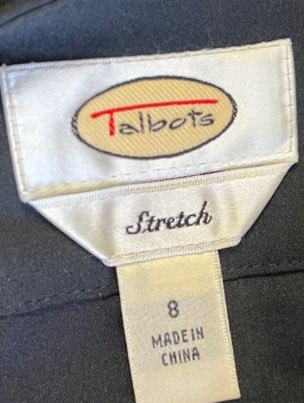 Talbots
Stretch
8
MADE IN
CHINA